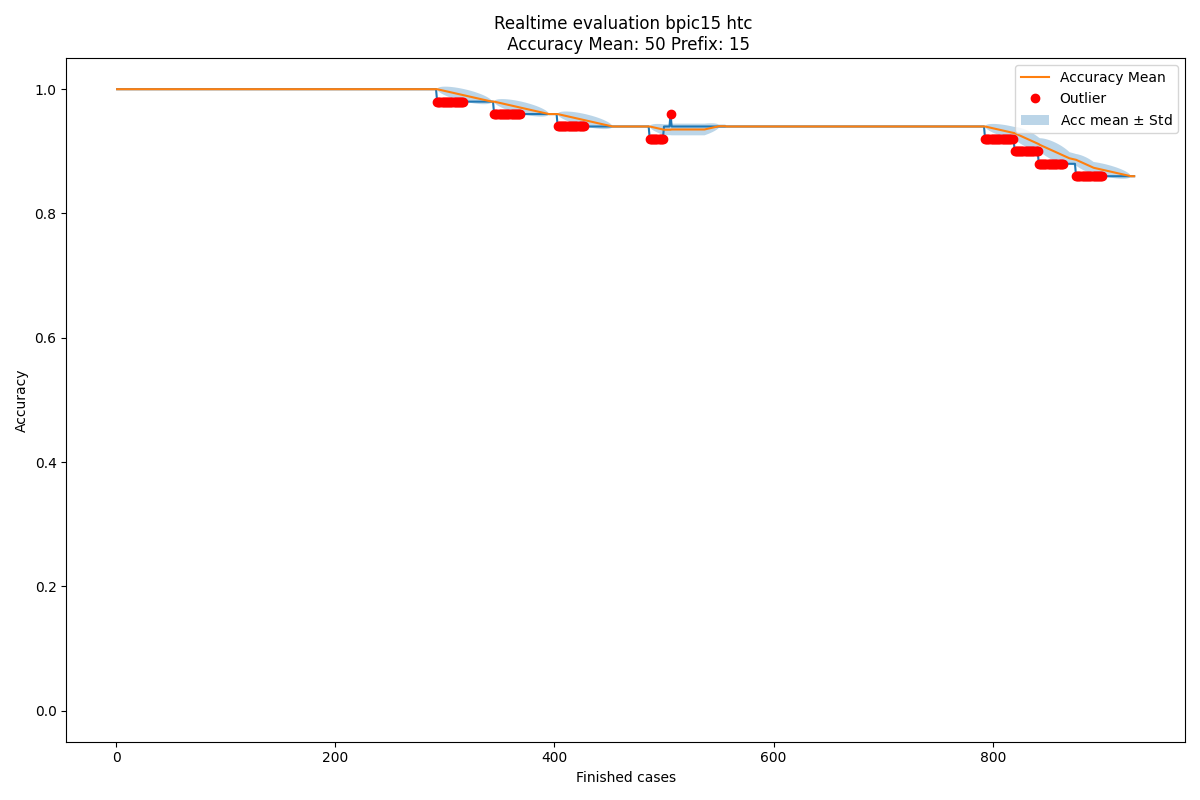 Realtime evaluation bpic15 htc
Accuracy Mean: 50 Prefix: 15
Accuracy Mean
Outlier
Acc mean ± Std
1.0
0.8
0.6
0.4
0.2
0.0
Accuracy
0
200
400
600
800
Finished cases